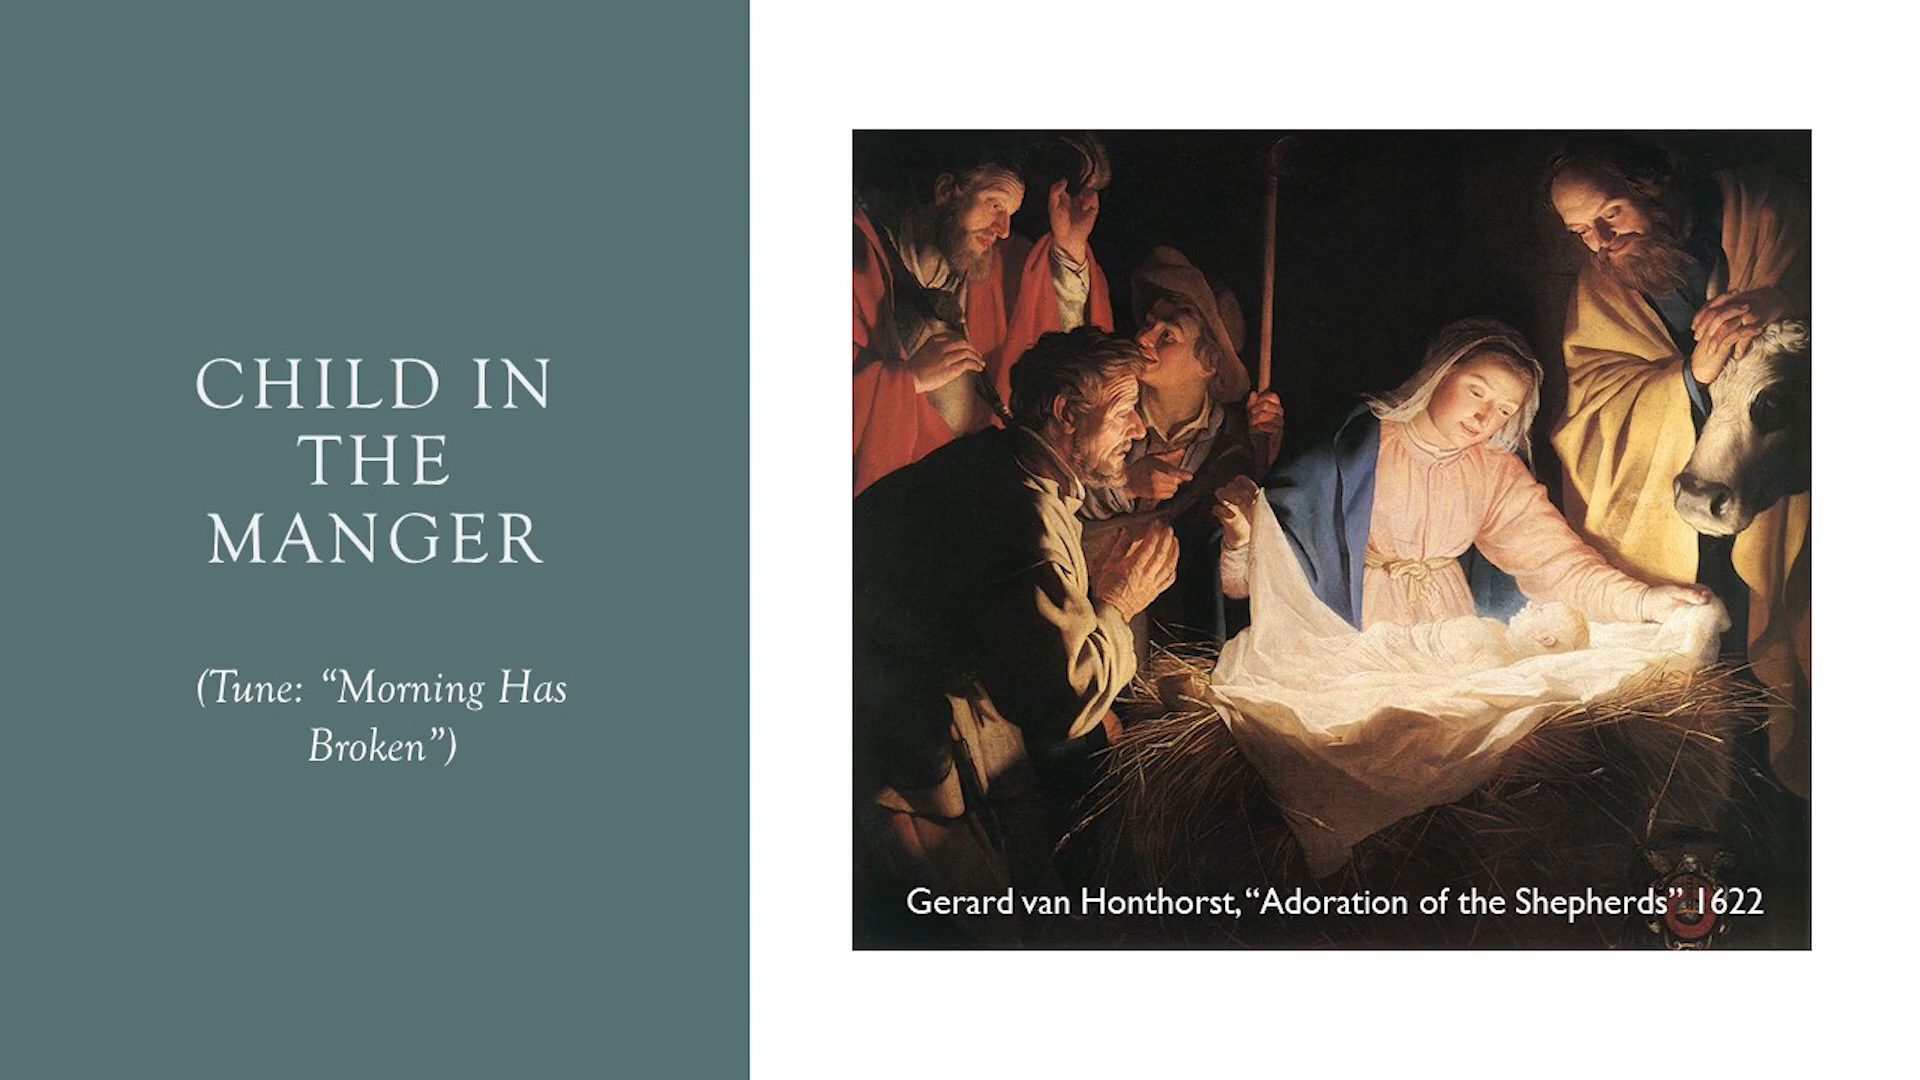 CHILD IN
THE
MANGER
(Tune: “Morning Has
Broken”)
Gerard van Honthorst, “Adoration of the Shepherds” 1622